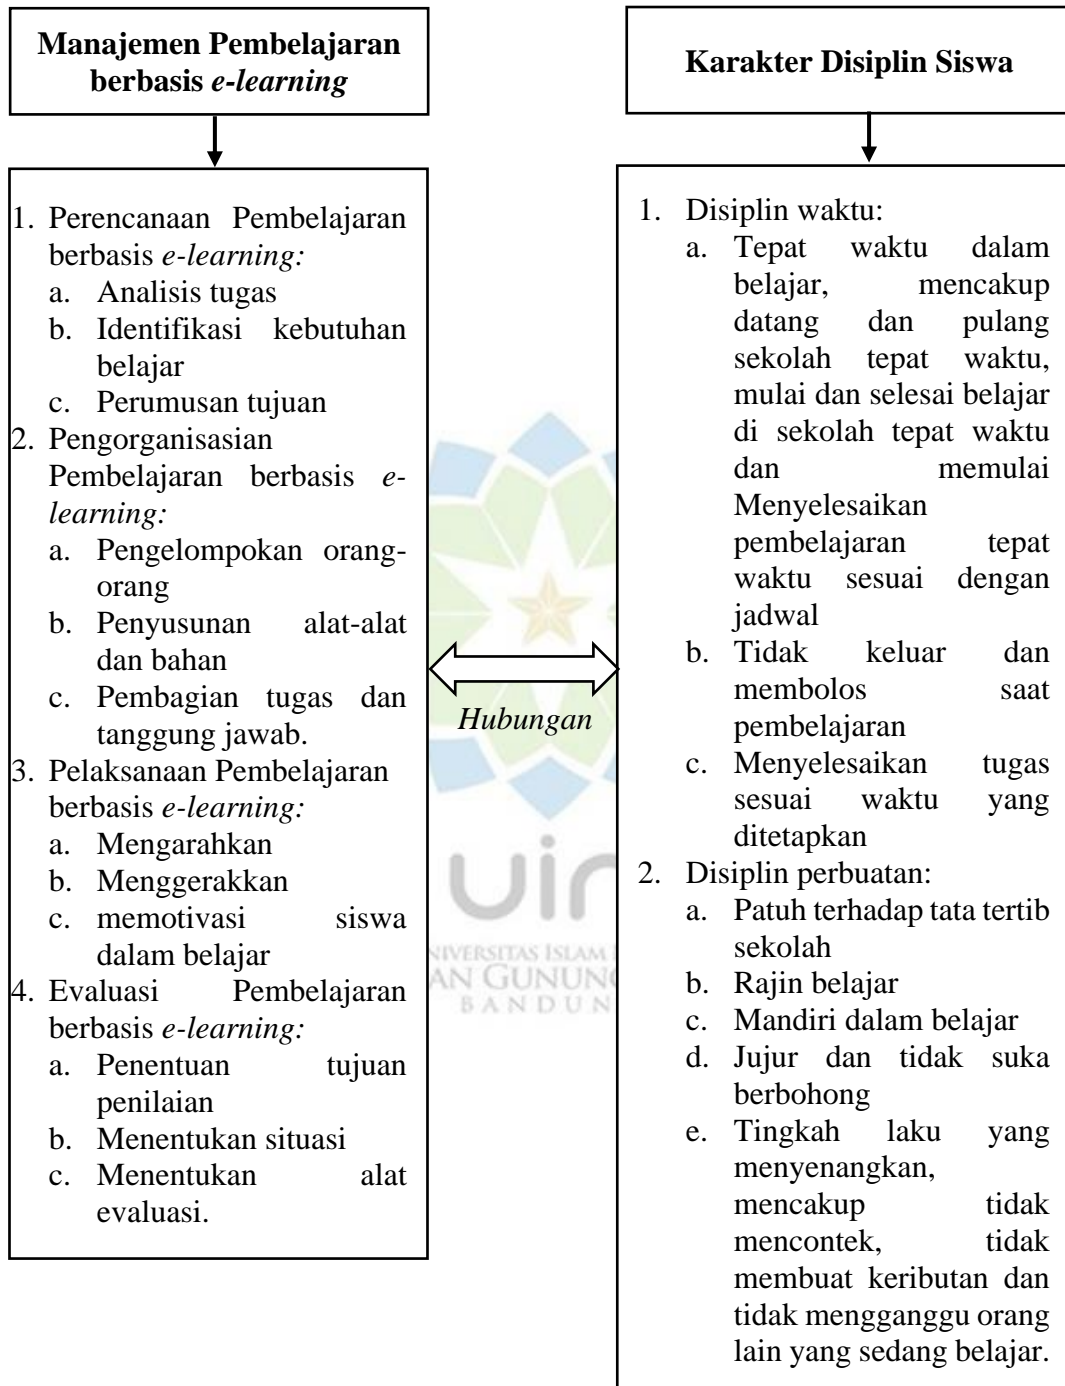 Manajemen Pembelajaran
berbasis e-learning
1. Perencanaan Pembelajaran
berbasis e-learning:
a. Analisis tugas
b. Identifikasi kebutuhan
belajar
c. Perumusan tujuan
2. Pengorganisasian
Pembelajaran berbasis e-
learning:
a. Pengelompokan orang-
orang
b. Penyusunan alat-alat
dan bahan
c. Pembagian tugas dan
tanggung jawab.
3. Pelaksanaan Pembelajaran
berbasis e-learning:
a. Mengarahkan
b. Menggerakkan
c. memotivasi siswa
dalam belajar
4. Evaluasi Pembelajaran
berbasis e-learning:
a. Penentuan tujuan
penilaian
b. Menentukan situasi
c. Menentukan alat
evaluasi.
Hubungan
Karakter Disiplin Siswa
1. Disiplin waktu:
a. Tepat waktu dalam
belajar, mencakup
datang dan pulang
sekolah tepat waktu,
mulai dan selesai belajar
di sekolah tepat waktu
dan memulai
Menyelesaikan
pembelajaran tepat
waktu sesuai dengan
jadwal
b. Tidak keluar dan
membolos saat
pembelajaran
c. Menyelesaikan tugas
sesuai waktu yang
ditetapkan
2. Disiplin perbuatan:
a. Patuh terhadap tata tertib
sekolah
b. Rajin belajar
c. Mandiri dalam belajar
d. Jujur dan tidak suka
berbohong
e. Tingkah laku yang
menyenangkan,
mencakup tidak
mencontek, tidak
membuat keributan dan
tidak mengganggu orang
lain yang sedang belajar.